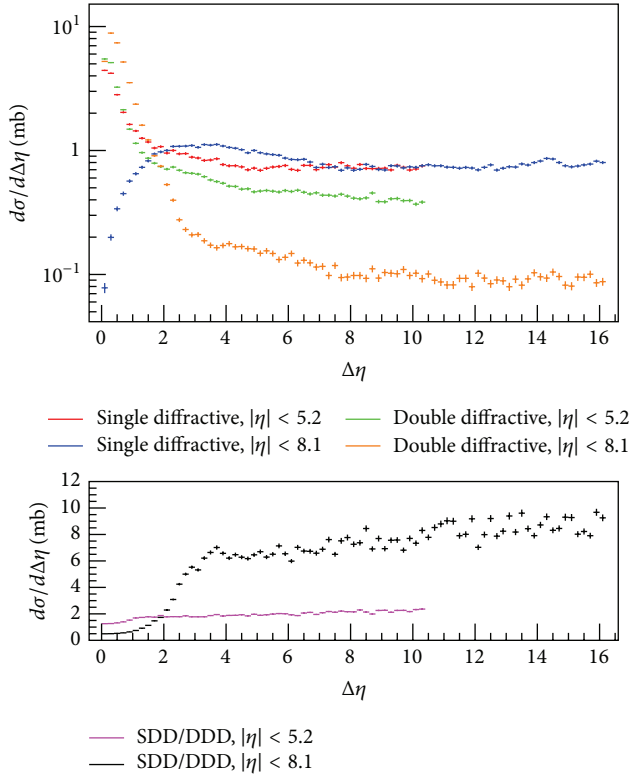 10¹
1
10⁻¹
dσ/dΔη (mb)
0 2 4 6 8 10 12 14 16
Δη
Single diffractive, |η| < 5.2 Double diffractive, |η| < 5.2
Single diffractive, |η| < 8.1 Double diffractive, |η| < 8.1
12
10
8
6
4
2
0
dσ/dΔη (mb)
0 2 4 6 8 10 12 14 16
Δη
SDD/DDD, |η| < 5.2
SDD/DDD, |η| < 8.1